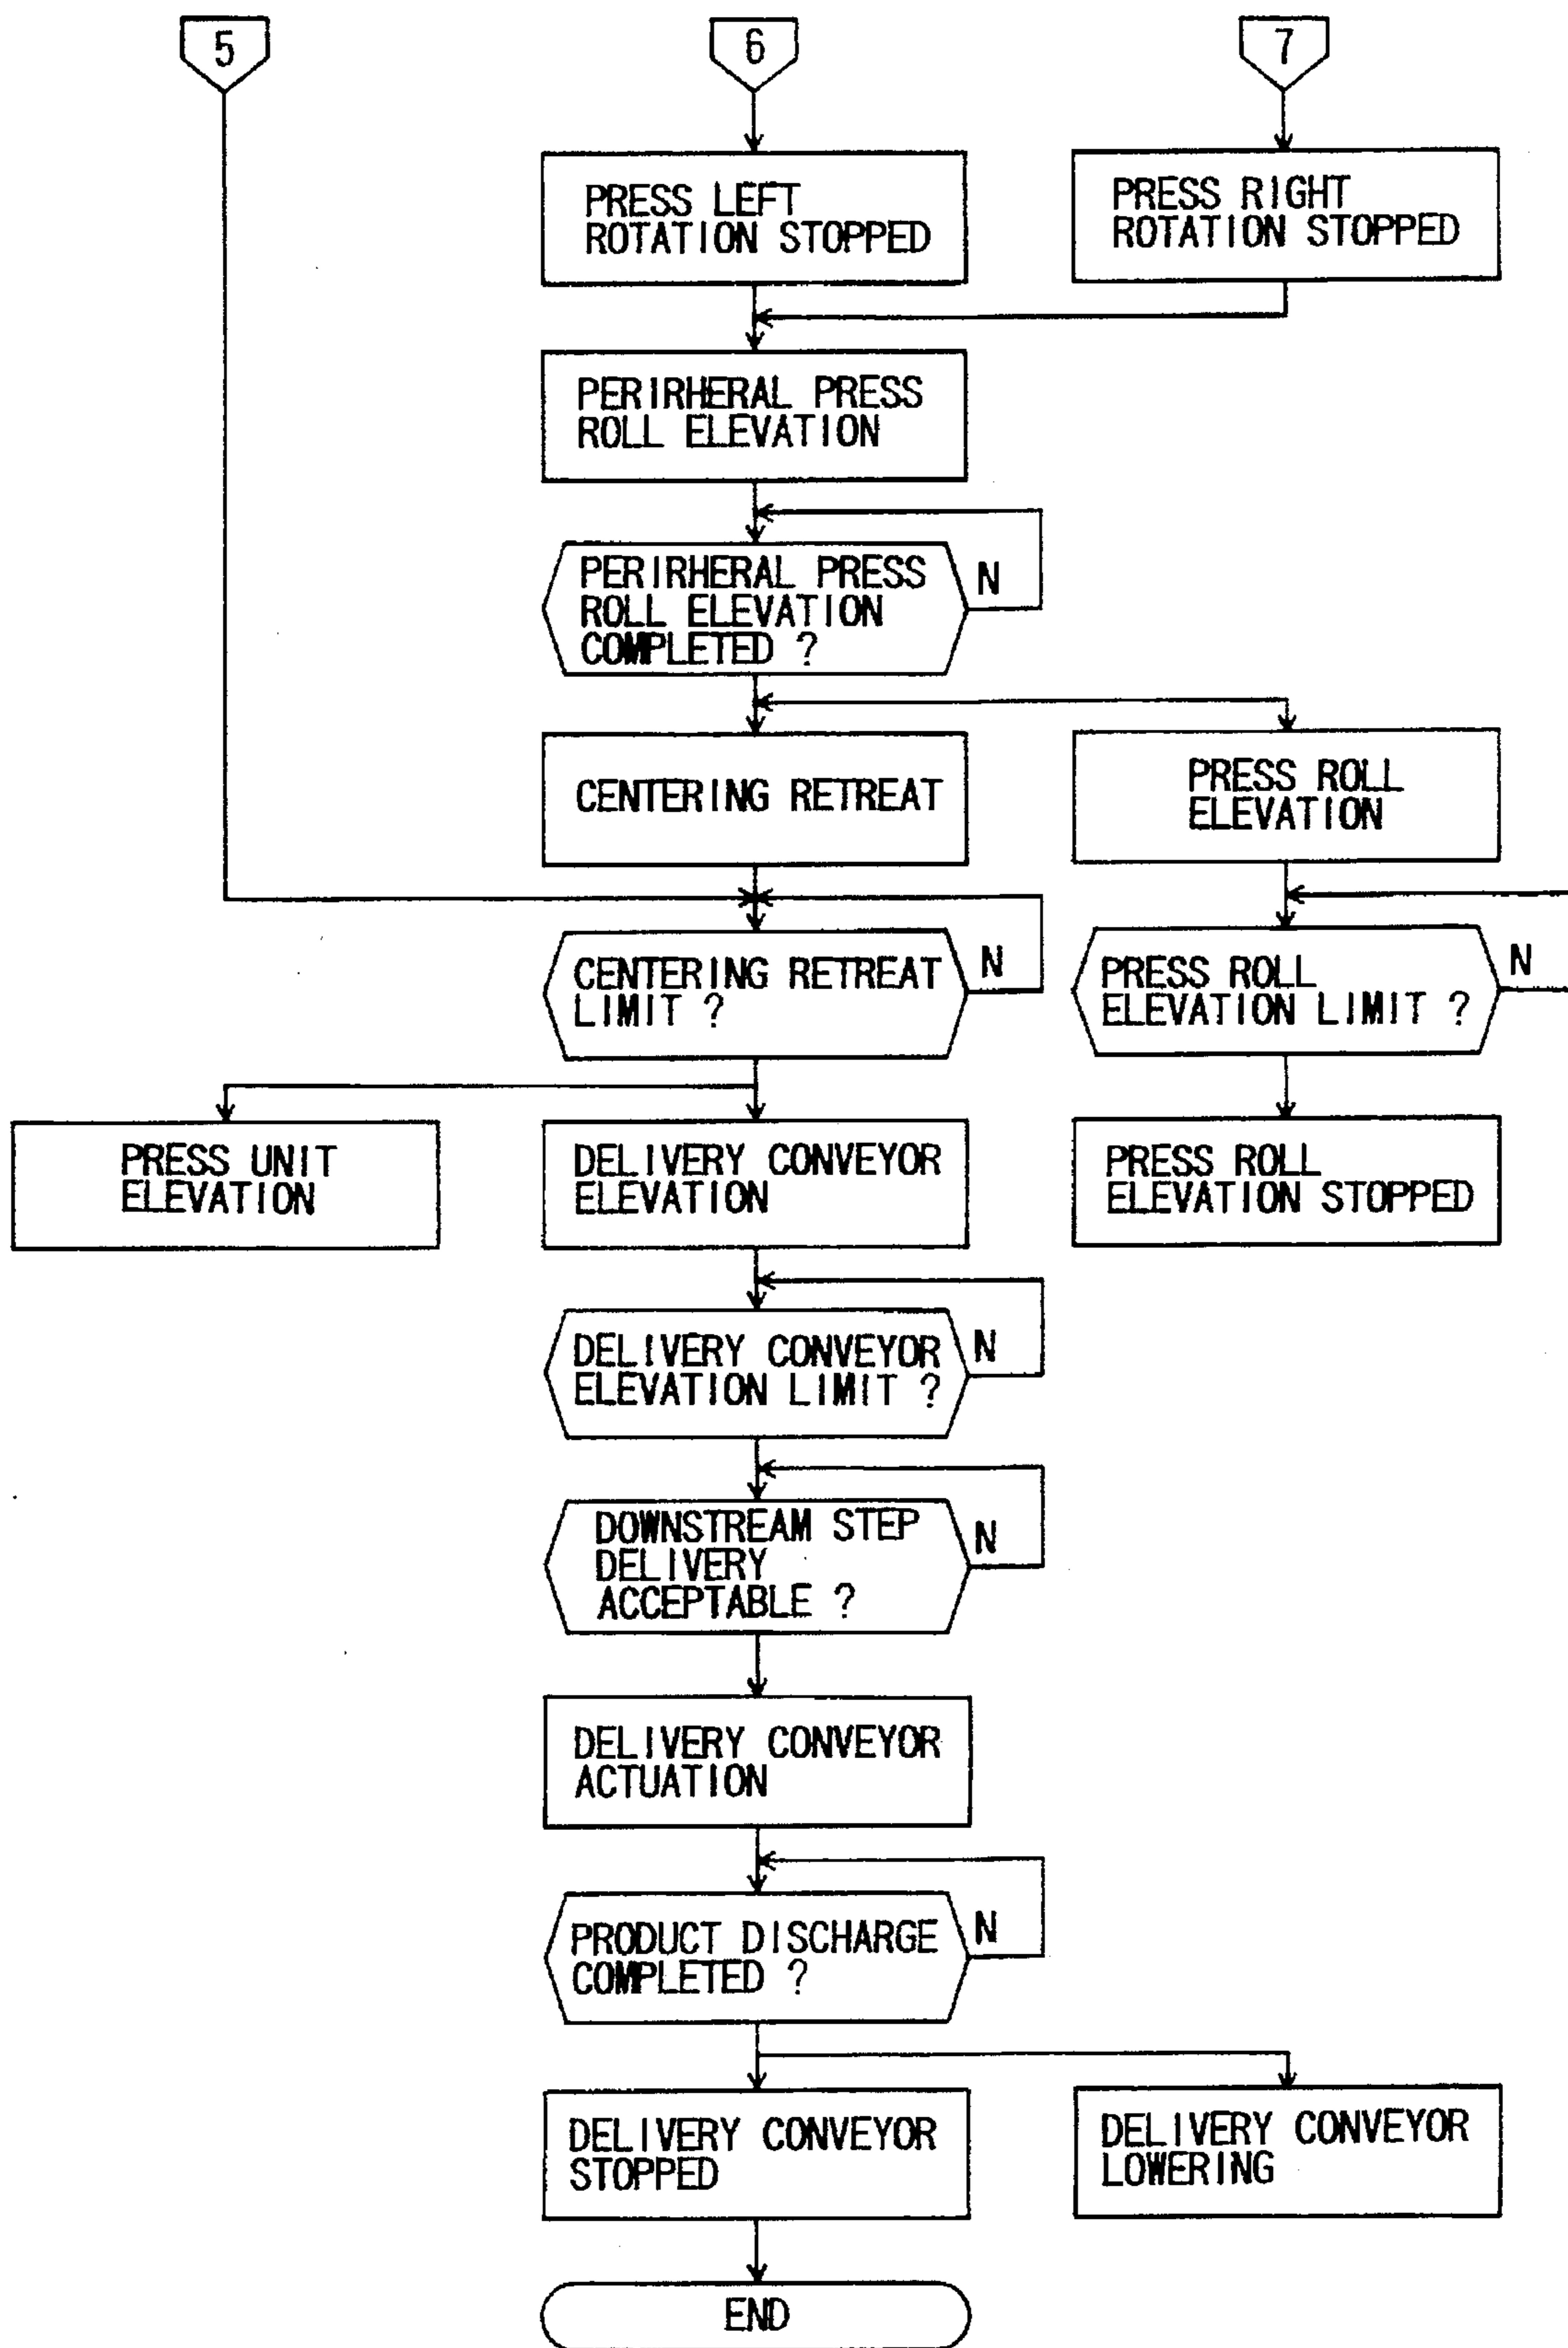 5
6
7
PRESS LEFT
ROTATION STOPPED
PRESS RIGHT
ROTATION STOPPED
PERIRHERAL PRESS
ROLL ELEVATION
PERIRHERAL PRESS
ROLL ELEVATION
COMPLETED ?
N
CENTERING RETREAT
PRESS ROLL
ELEVATION
CENTERING RETREAT
LIMIT ?
N
PRESS ROLL
ELEVATION LIMIT ?
N
PRESS UNIT
ELEVATION
DELIVERY CONVEYOR
ELEVATION
PRESS ROLL
ELEVATION STOPPED
DELIVERY CONVEYOR
ELEVATION LIMIT ?
N
DOWNSTREAM STEP
DELIVERY
ACCEPTABLE ?
N
DELIVERY CONVEYOR
ACTUATION
PRODUCT DISCHARGE
COMPLETED ?
N
DELIVERY CONVEYOR
STOPPED
DELIVERY CONVEYOR
LOWERING
END